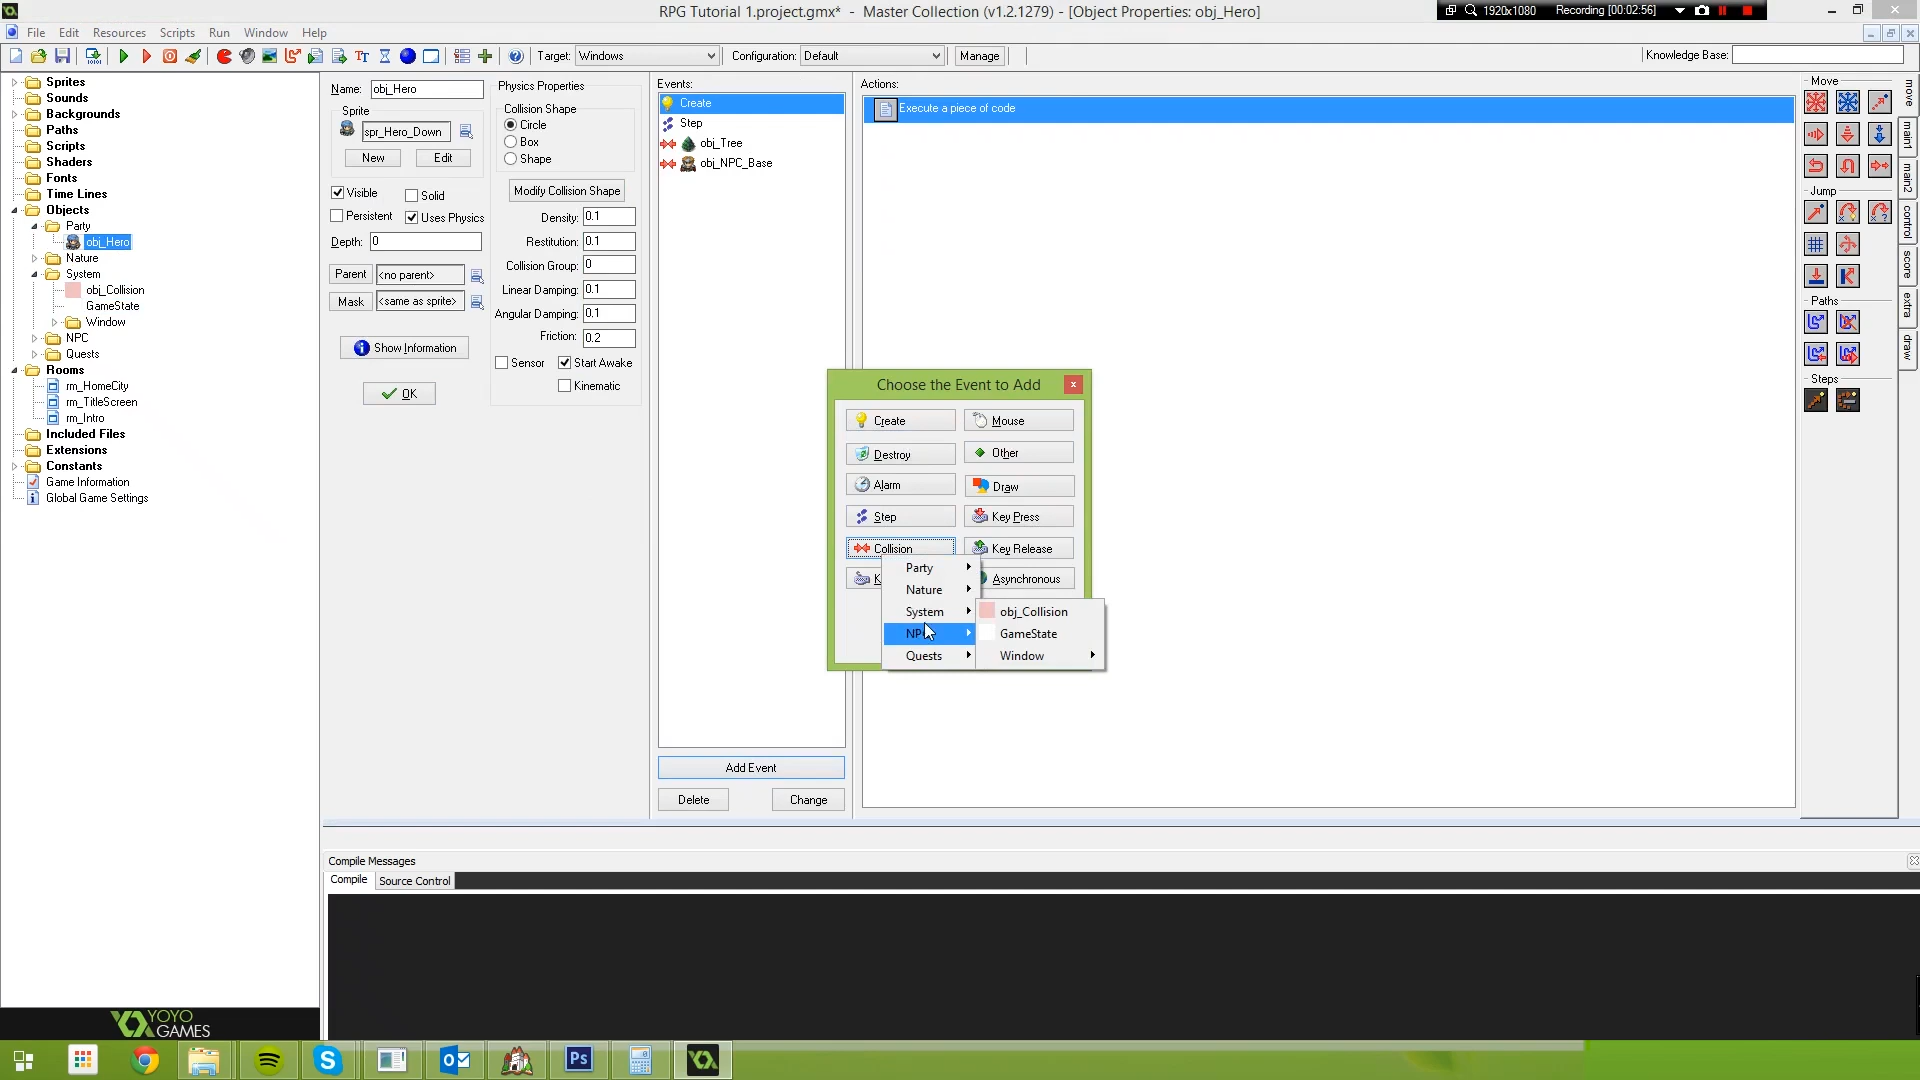 RPG Tutorial 1.project.gmx* - Master Collection (v1.2.1279) - [Object Properties: obj_Hero]
1920x1080
Recording [00:02:56]
File Edit Resources Scripts Run Window Help
Target: Windows
Configuration: Default
Manage
Knowledge Base:
Sprites
Sounds
Backgrounds
Paths
Scripts
Shaders
Fonts
Time Lines
Objects
Party
obj_Hero
Nature
System
obj_Collision
GameState
Window
NPC
Quests
Rooms
rm_HomeCity
rm_TitleScreen
rm_Intro
Included Files
Extensions
Constants
Game Information
Global Game Settings
YOYO
GAMES
Name: obj_Hero
Sprite
spr_Hero_Down
New Edit
Visible Solid
Persistent Uses Physics
Depth: 0
Parent <no parent>
Mask <same as sprite>
Show Information
OK
Physics Properties
Collision Shape
Circle
Box
Shape
Modify Collision Shape
Density: 0.1
Restitution: 0.1
Collision Group: 0
Linear Damping: 0.1
Angular Damping: 0.1
Friction: 0.2
Sensor Start Awake
Kinematic
Events:
Create
Step
obj_Tree
obj_NPC_Base
Add Event
Delete Change
Actions:
Execute a piece of code
Choose the Event to Add
Create Mouse
Destroy Other
Alarm Draw
Step Key Press
Collision Key Release
K Asynchronous
Party
Nature
System
NP
Quests
obj_Collision
GameState
Window
Move
Jump
Paths
Steps
move
main1
main2
control
score
extra
draw
Compile Messages
Compile Source Control
Ps